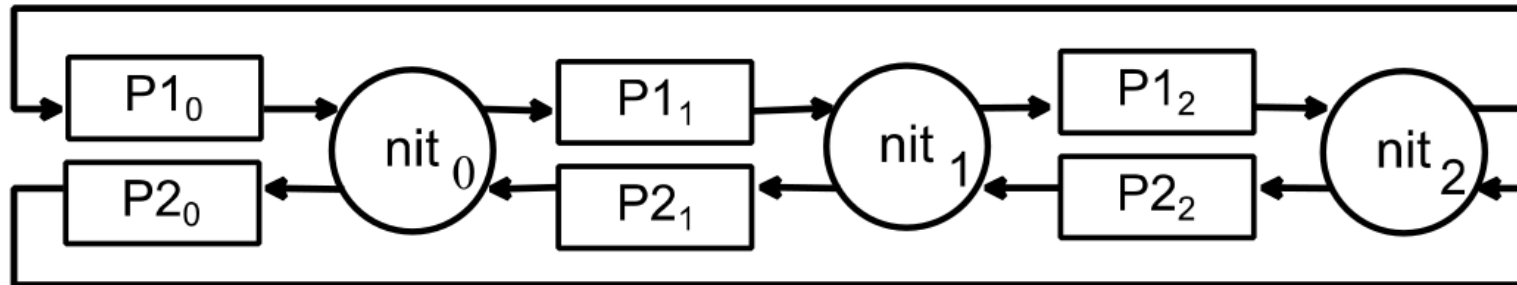 P1₀ nit ₀ P1₁ nit ₁ P1₂ nit ₂
P2₀ P2₁ P2₂